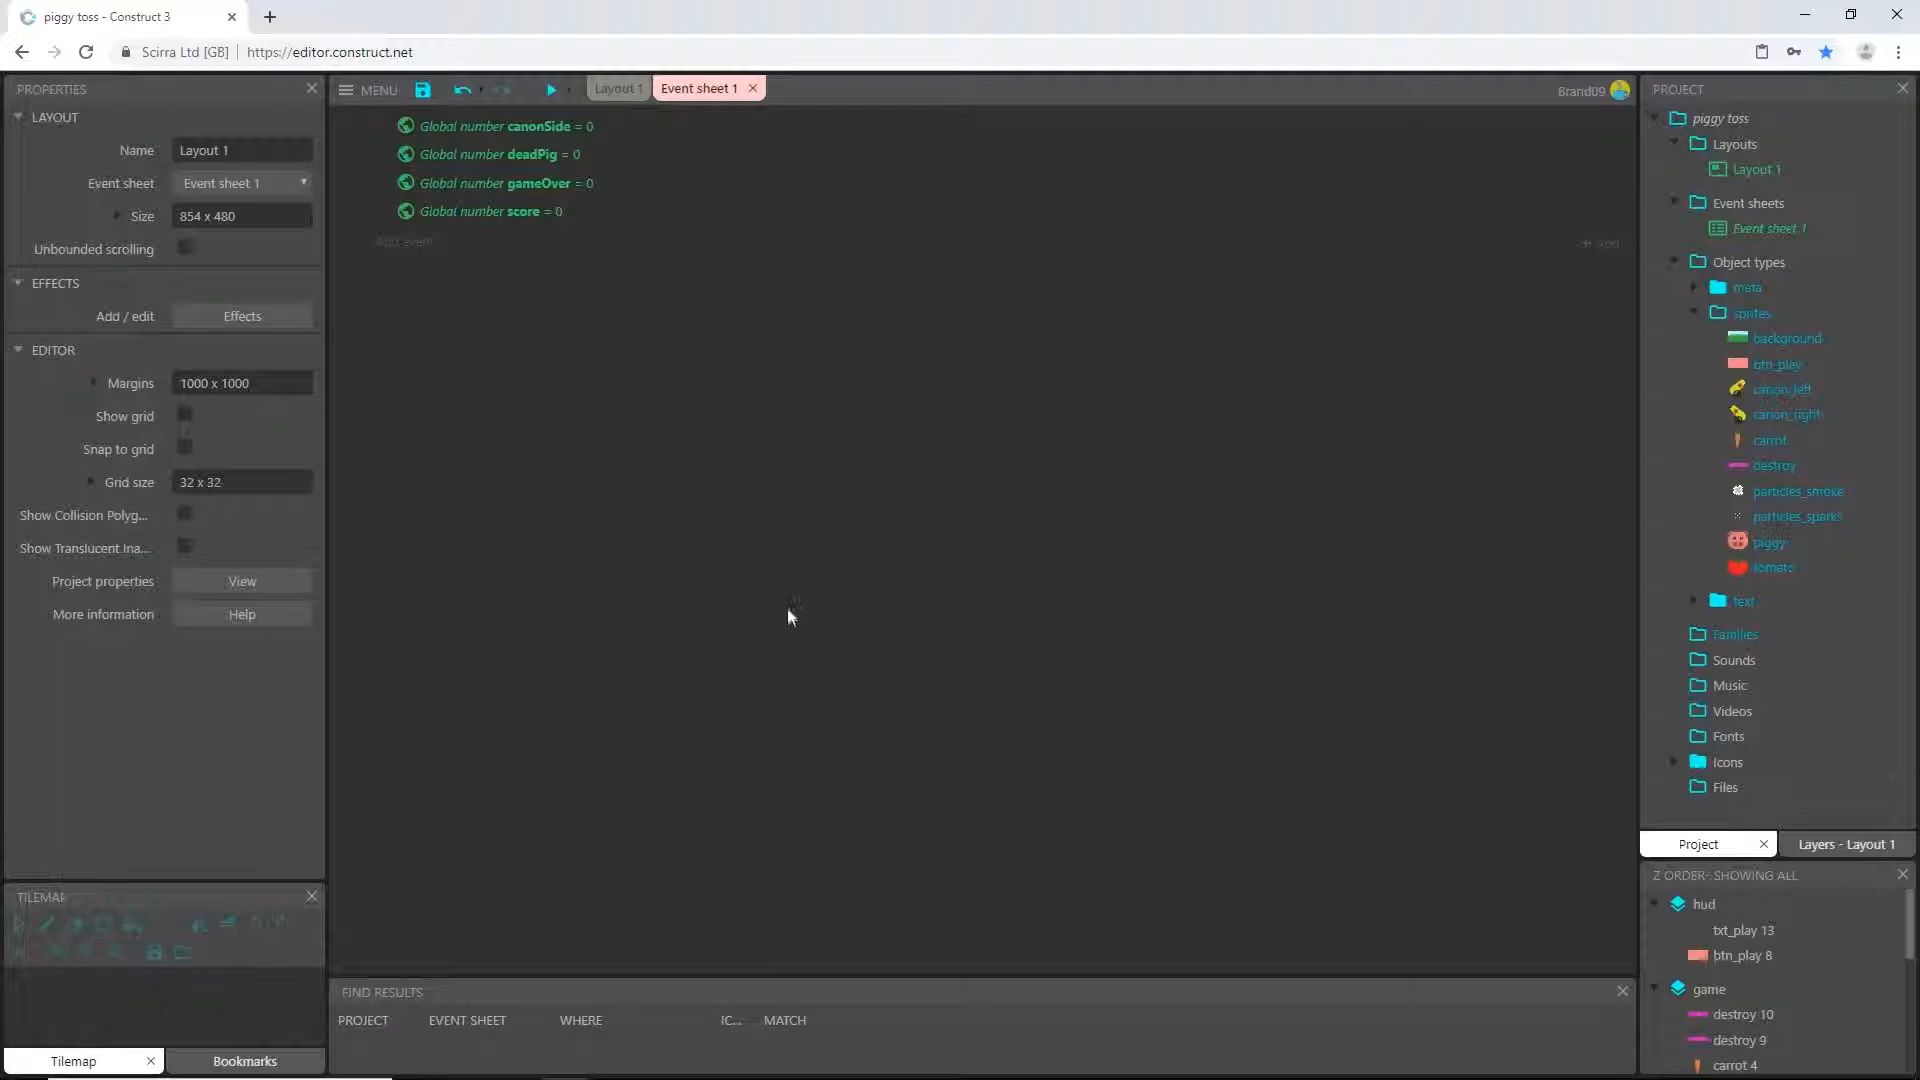 piggy toss - Construct 3
Scirra Ltd [GB]
https://editor.construct.net
PROPERTIES
LAYOUT
Name
Layout 1
Event sheet
Event sheet 1
Size
854 x 480
Unbounded scrolling
EFFECTS
Add / edit
Effects
EDITOR
Margins
1000 x 1000
Show grid
Snap to grid
Grid size
32 x 32
Show Collision Polyg...
Show Translucent Ina...
Project properties
View
More information
Help
TILEMAP
Tilemap
Bookmarks
MENU
Layout 1
Event sheet 1
Brand09
Global number canonSide = 0
Global number deadPig = 0
Global number gameOver = 0
Global number score = 0
Add event
+ Add
FIND RESULTS
PROJECT
EVENT SHEET
WHERE
IC...
MATCH
PROJECT
piggy toss
Layouts
Layout 1
Event sheets
Event sheet 1
Object types
meta
sprites
background
btn_play
canon_left
canon_right
carrot
destroy
particles_smoke
particles_sparks
piggy
tomato
text
Families
Sounds
Music
Videos
Fonts
Icons
Files
Project
Layers - Layout 1
Z ORDER- SHOWING ALL
hud
txt_play 13
btn_play 8
game
destroy 10
destroy 9
carrot 4